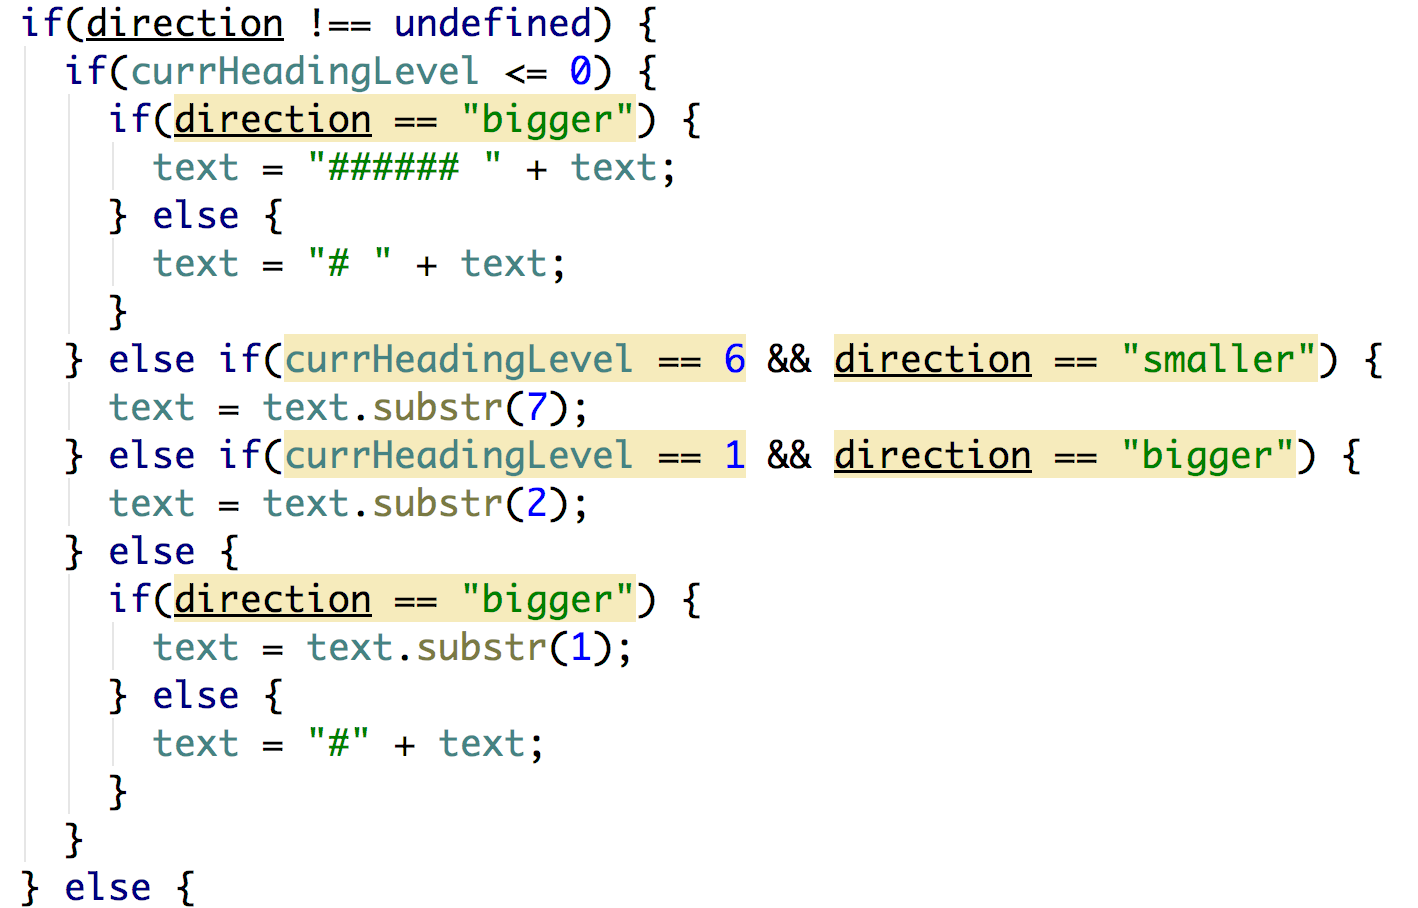 if(direction !== undefined) {
  if(currHeadingLevel <= 0) {
    if(direction == "bigger") {
      text = "###### " + text;
    } else {
      text = "# " + text;
    }
  } else if(currHeadingLevel == 6 && direction == "smaller") {
    text = text.substr(7);
  } else if(currHeadingLevel == 1 && direction == "bigger") {
    text = text.substr(2);
  } else {
    if(direction == "bigger") {
      text = text.substr(1);
    } else {
      text = "#" + text;
    }
  }
} else {